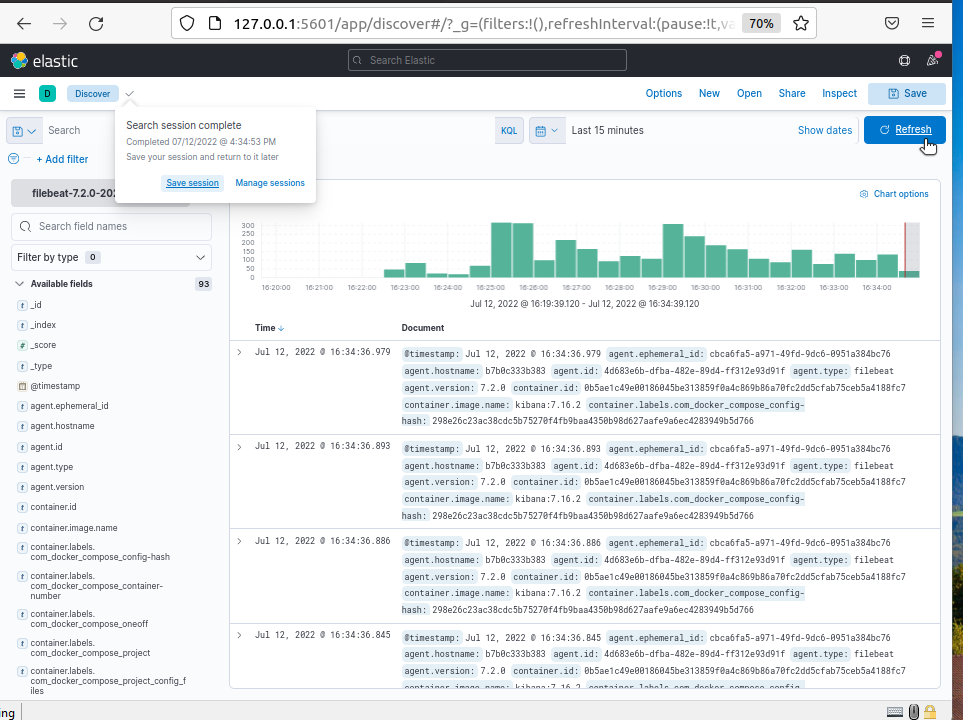 127.0.0.1:5601/app/discover#/?_g=(filters:!(),refreshInterval:(pause:!t,va
70%
elastic
Search Elastic
D
Discover
Options
New
Open
Share
Inspect
Save
Search session complete
Completed 07/12/2022 @ 4:34:53 PM
Save your session and return to it later
Save session
Manage sessions
Search
KQL
Last 15 minutes
Show dates
Refresh
+ Add filter
filebeat-7.2.0-202
Chart options
Search field names
Filter by type 0
Available fields 93
t _id
t _index
# _score
t _type
@timestamp
t agent.ephemeral_id
t agent.hostname
t agent.id
t agent.type
t agent.version
t container.id
t container.image.name
t container.labels.
com_docker_compose_config-hash
t container.labels.
com_docker_compose_container-
number
t container.labels.
com_docker_compose_oneoff
t container.labels.
com_docker_compose_project
t container.labels.
com_docker_compose_project_config_f
iles
300
250
200
150
100
50
0
16:20:00 16:21:00 16:22:00 16:23:00 16:24:00 16:25:00 16:26:00 16:27:00 16:28:00 16:29:00 16:30:00 16:31:00 16:32:00 16:33:00 16:34:00
Jul 12, 2022 @ 16:19:39.120 - Jul 12, 2022 @ 16:34:39.120
Time Document
Jul 12, 2022 @ 16:34:36.979
@timestamp: Jul 12, 2022 @ 16:34:36.979 agent.ephemeral_id: cbca6fa5-a971-49fd-9dc6-0951a384bc76
agent.hostname: b7b0c333b383 agent.id: 4d683e6b-dfba-482e-89d4-ff312e93d91f agent.type: filebeat
agent.version: 7.2.0 container.id: 0b5ae1c49e00186045be313859f0a4c869b86a70fc2dd5cfab75ceb5a4188fc7
container.image.name: kibana:7.16.2 container.labels.com_docker_compose_config-
hash: 298e26c23ac38cdc5b75270f4fb9baa4350b98d627aafe9a6ec4283949b5d766
Jul 12, 2022 @ 16:34:36.893
@timestamp: Jul 12, 2022 @ 16:34:36.893 agent.ephemeral_id: cbca6fa5-a971-49fd-9dc6-0951a384bc76
agent.hostname: b7b0c333b383 agent.id: 4d683e6b-dfba-482e-89d4-ff312e93d91f agent.type: filebeat
agent.version: 7.2.0 container.id: 0b5ae1c49e00186045be313859f0a4c869b86a70fc2dd5cfab75ceb5a4188fc7
container.image.name: kibana:7.16.2 container.labels.com_docker_compose_config-
hash: 298e26c23ac38cdc5b75270f4fb9baa4350b98d627aafe9a6ec4283949b5d766
Jul 12, 2022 @ 16:34:36.886
@timestamp: Jul 12, 2022 @ 16:34:36.886 agent.ephemeral_id: cbca6fa5-a971-49fd-9dc6-0951a384bc76
agent.hostname: b7b0c333b383 agent.id: 4d683e6b-dfba-482e-89d4-ff312e93d91f agent.type: filebeat
agent.version: 7.2.0 container.id: 0b5ae1c49e00186045be313859f0a4c869b86a70fc2dd5cfab75ceb5a4188fc7
container.image.name: kibana:7.16.2 container.labels.com_docker_compose_config-
hash: 298e26c23ac38cdc5b75270f4fb9baa4350b98d627aafe9a6ec4283949b5d766
Jul 12, 2022 @ 16:34:36.845
@timestamp: Jul 12, 2022 @ 16:34:36.845 agent.ephemeral_id: cbca6fa5-a971-49fd-9dc6-0951a384bc76
agent.hostname: b7b0c333b383 agent.id: 4d683e6b-dfba-482e-89d4-ff312e93d91f agent.type: filebeat
agent.version: 7.2.0 container.id: 0b5ae1c49e00186045be313859f0a4c869b86a70fc2dd5cfab75ceb5a4188fc7
container.image.name: kibana:7.16.2 container.labels.com_docker_compose_config-
ng